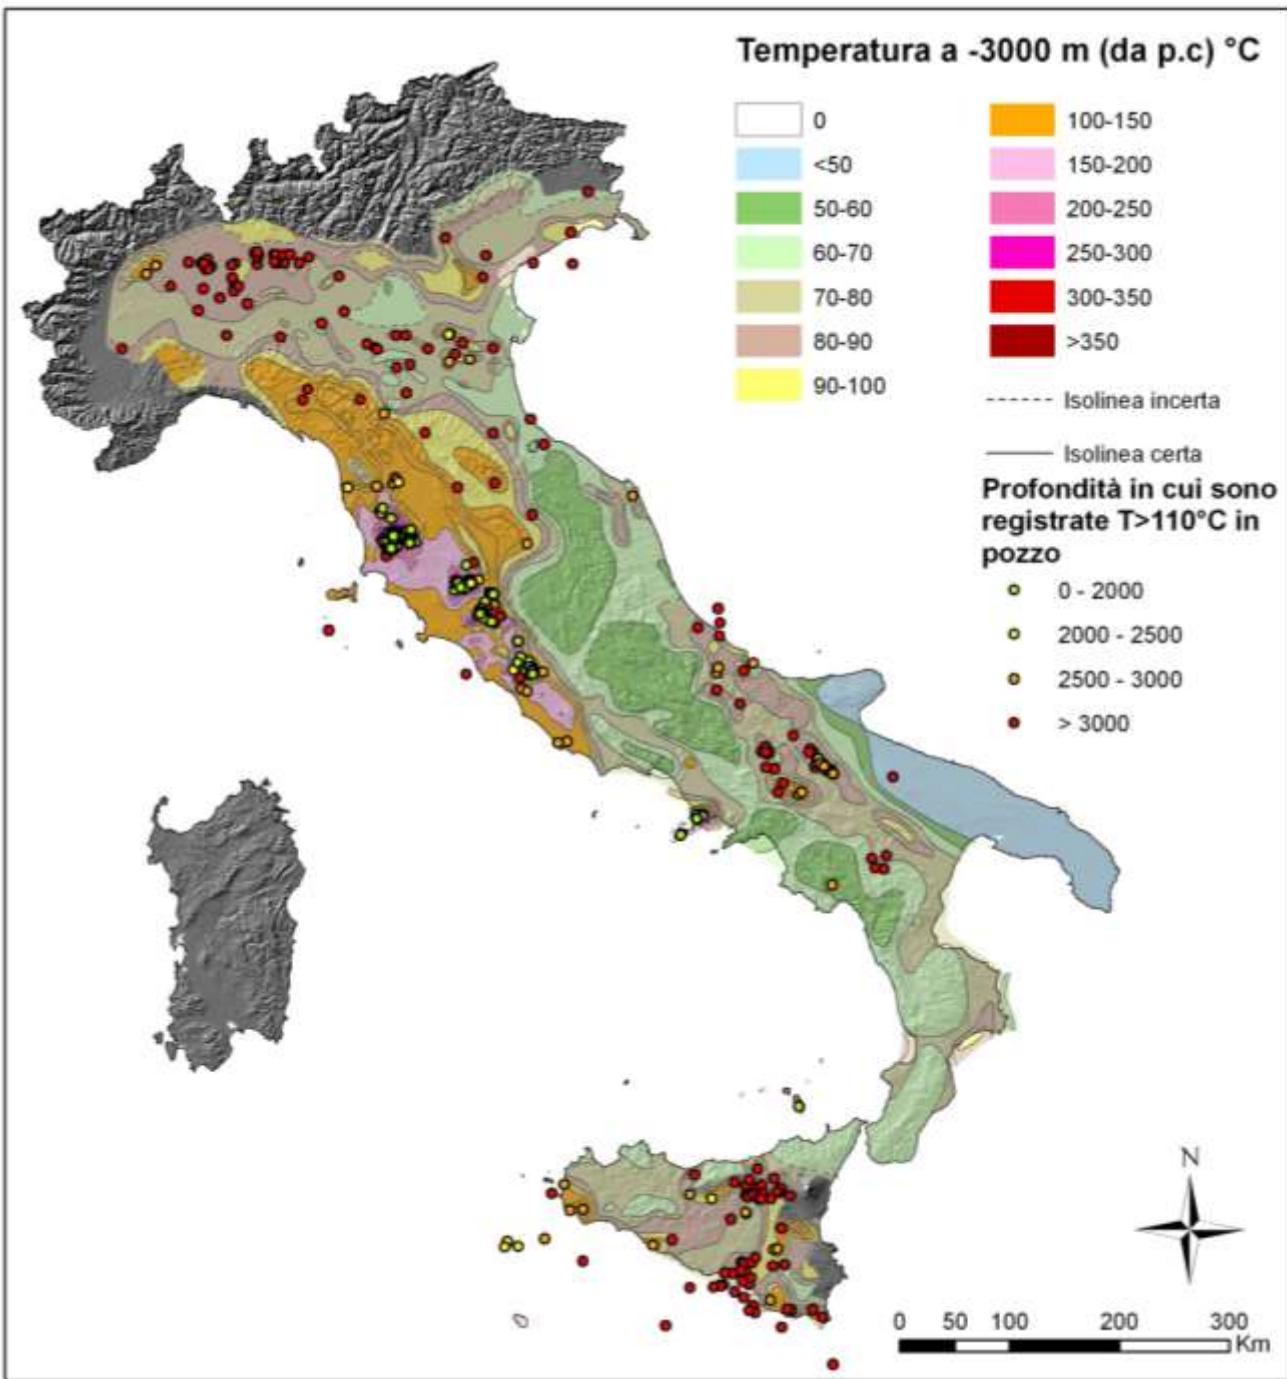 Temperatura a -3000 m (da p.c) °C
0
<50
50-60
60-70
70-80
80-90
90-100
100-150
150-200
200-250
250-300
300-350
>350
Isolinea incerta
Isolinea certa
Profondità in cui sono
registrate T>110°C in
pozzo
0 - 2000
2000 - 2500
2500 - 3000
> 3000
N
0 50 100 200 300
Km